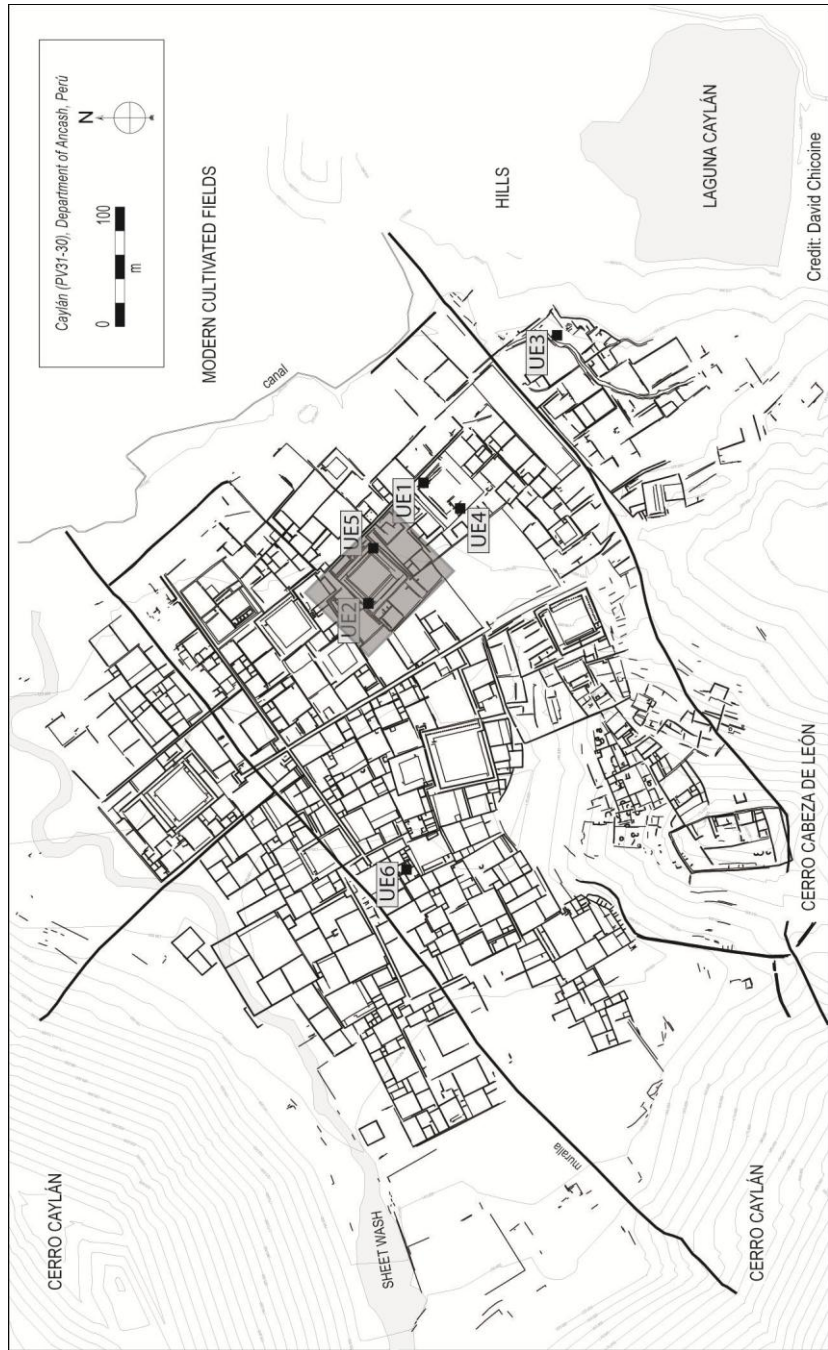 CERRO CAYLÁN
Caylán (PV31-30), Department of Ancash, Perú
N
0 100
m
MODERN CULTIVATED FIELDS
canal
SHEET WASH
UE2
UE5
UE6
UE1
UE4
HILLS
UE3
muralla
LAGUNA CAYLÁN
CERRO CAYLÁN
CERRO CABEZA DE LEÓN
Credit: David Chicoine